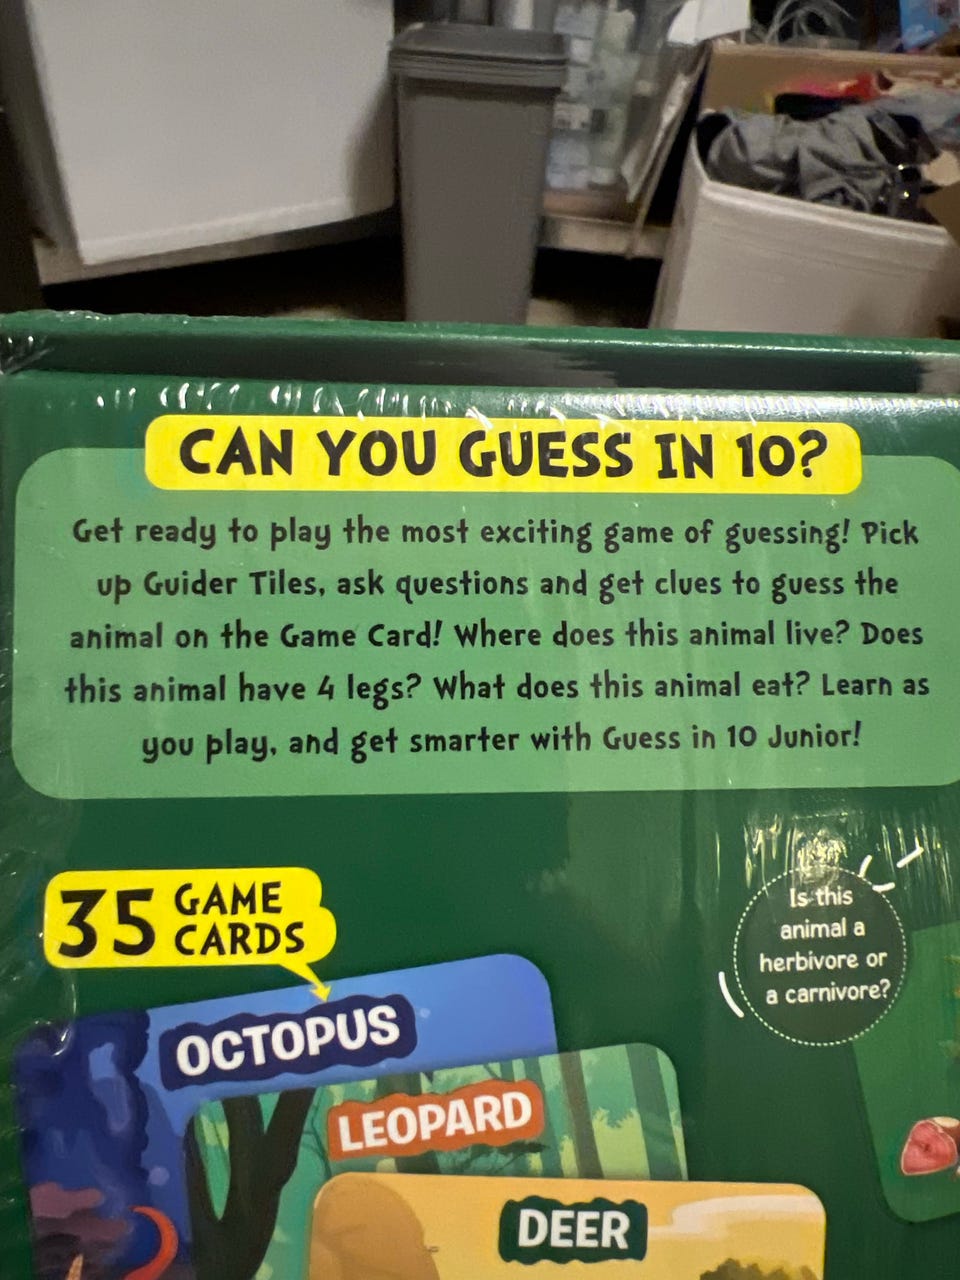 CAN YOU GUESS IN 10?
Get ready to play the most exciting game of guessing! Pick
up Guider Tiles, ask questions and get clues to guess the
animal on the Game Card! Where does this animal live? Does
this animal have 4 legs? What does this animal eat? Learn as
you play, and get smarter with Guess in 10 Junior!
35 GAME
CARDS
Is this
animal a
herbivore or
a carnivore?
OCTOPUS
LEOPARD
DEER